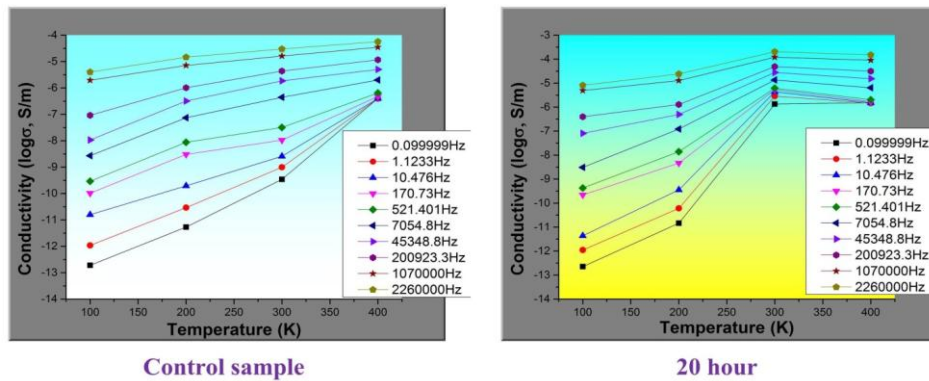 -4
-5
-6
-7
-8
-9
-10
-11
-12
-13
-14
Conductivity (logσ, S/m)
100 150 200 250 300 350 400
Temperature (K)
0.099999Hz
1.1233Hz
10.476Hz
170.73Hz
521.401Hz
7054.8Hz
45348.8Hz
200923.3Hz
1070000Hz
2260000Hz
Control sample
-3
-4
-5
-6
-7
-8
-9
-10
-11
-12
-13
-14
Conductivity (logσ, S/m)
100 150 200 250 300 350 400
Temperature (K)
0.099999Hz
1.1233Hz
10.476Hz
170.73Hz
521.401Hz
7054.8Hz
45348.8Hz
200923.3Hz
1070000Hz
2260000Hz
20 hour